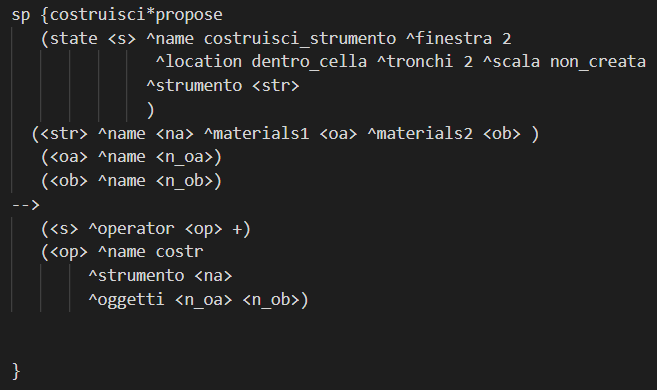 sp {costruisci*propose
(state <s> ^name costruisci_strumento ^finestra 2
^location dentro_cella ^tronchi 2 ^scala non_creata
^strumento <str>
)
(<str> ^name <na> ^materials1 <oa> ^materials2 <ob> )
(<oa> ^name <n_oa>)
(<ob> ^name <n_ob>)
-->
(<s> ^operator <op> +)
(<op> ^name costr
^strumento <na>
^oggetti <n_oa> <n_ob>)
}